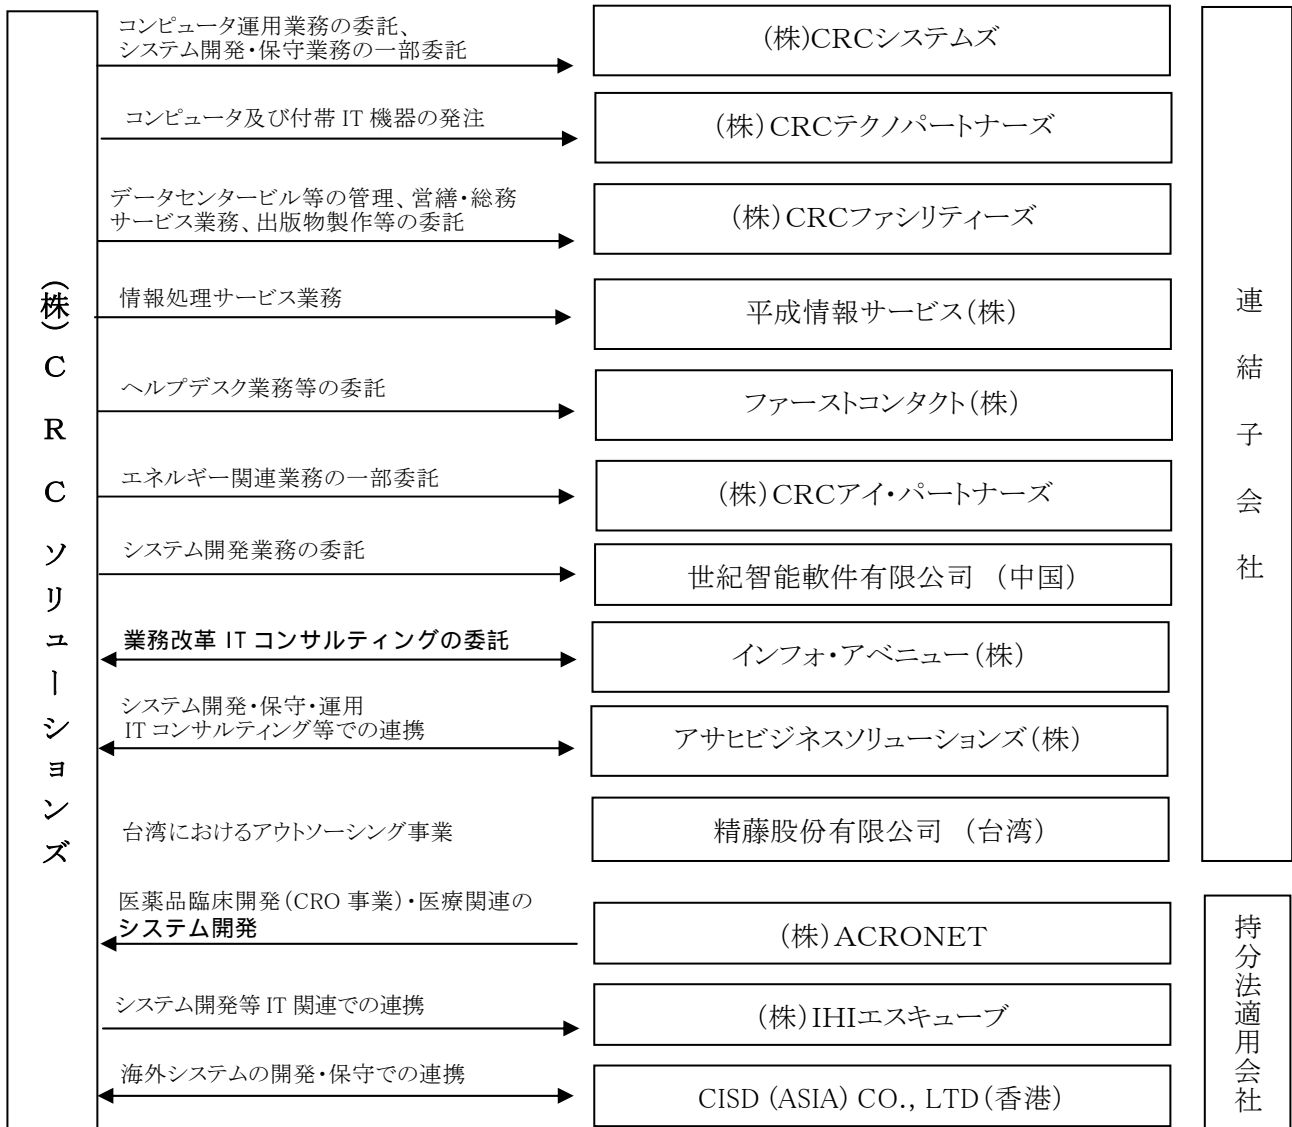 (株)CRCソリューションズ
コンピュータ運用業務の委託、
システム開発・保守業務の一部委託
(株)CRCシステムズ
コンピュータ及び付帯 IT 機器の発注
(株)CRCテクノパートナーズ
データセンタービル等の管理、営繕・総務
サービス業務、出版物製作等の委託
(株)CRCファシリティーズ
情報処理サービス業務
平成情報サービス(株)
ヘルプデスク業務等の委託
ファーストコンタクト(株)
エネルギー関連業務の一部委託
(株)CRCアイ・パートナーズ
システム開発業務の委託
世紀智能軟件有限公司 (中国)
業務改革 IT コンサルティングの委託
インフォ・アベニュー(株)
システム開発・保守・運用
IT コンサルティング等での連携
アサヒビジネスソリューションズ(株)
台湾におけるアウトソーシング事業
精藤股份有限公司 (台湾)
連結子会社
医薬品臨床開発(CRO 事業)・医療関連の
システム開発
(株)ACRONET
システム開発等 IT 関連での連携
(株)IHIエスキューブ
海外システムの開発・保守での連携
CISD (ASIA) CO., LTD(香港)
持分法適用会社